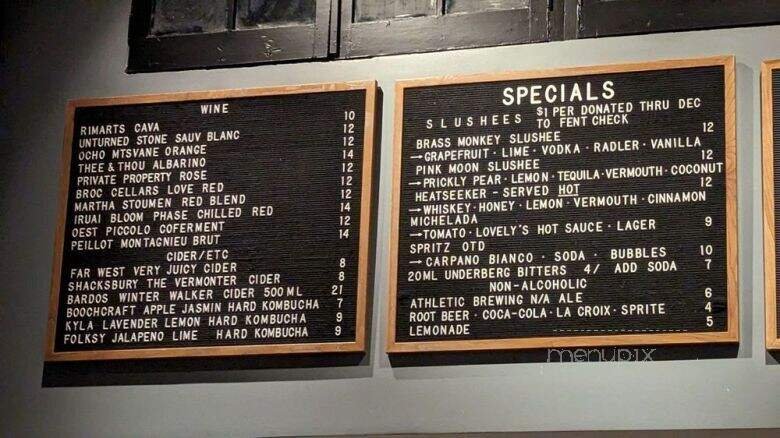 WINE
RIMARTS CAVA 10
UNTURNED STONE SAUV BLANC 12
OCHO MTSVANE ORANGE 12
THEE & THOU ALBARINO 14
PRIVATE PROPERTY ROSE 12
BROC CELLARS LOVE RED 12
MARTHA STOUMEN RED BLEND 12
IRUAI BLOOM PHASE CHILLED RED 14
OEST PICCOLO COFERMENT 12
PEILLOT MONTAGNIEU BRUT 14
CIDER/ETC
FAR WEST VERY JUICY CIDER 8
SHACKSBURY THE VERMONTER CIDER 8
BARDOS WINTER WALKER CIDER 500 ML 21
BOOCHCRAFT APPLE JASMIN HARD KOMBUCHA 7
KYLA LAVENDER LEMON HARD KOMBUCHA 9
FOLKSY JALAPENO LIME HARD KOMBUCHA 9
SPECIALS
SLUSHEES $1 PER DONATED THRU DEC
TO FENT CHECK
BRASS MONKEY SLUSHEE 12
→GRAPEFRUIT · LIME · VODKA · RADLER · VANILLA
PINK MOON SLUSHEE 12
→PRICKLY PEAR · LEMON · TEQUILA · VERMOUTH · COCONUT
HEATSEEKER - SERVED HOT 12
→WHISKEY · HONEY · LEMON · VERMOUTH · CINNAMON
MICHELADA 9
→TOMATO · LOVELY'S HOT SAUCE · LAGER
SPRITZ OTD 10
→CARPANO BIANCO · SODA · BUBBLES
20ML UNDERBERG BITTERS 4/ ADD SODA 7
NON-ALCOHOLIC
ATHLETIC BREWING N/A ALE 6
ROOT BEER · COCA-COLA · LA CROIX · SPRITE 4
LEMONADE 5
menupix